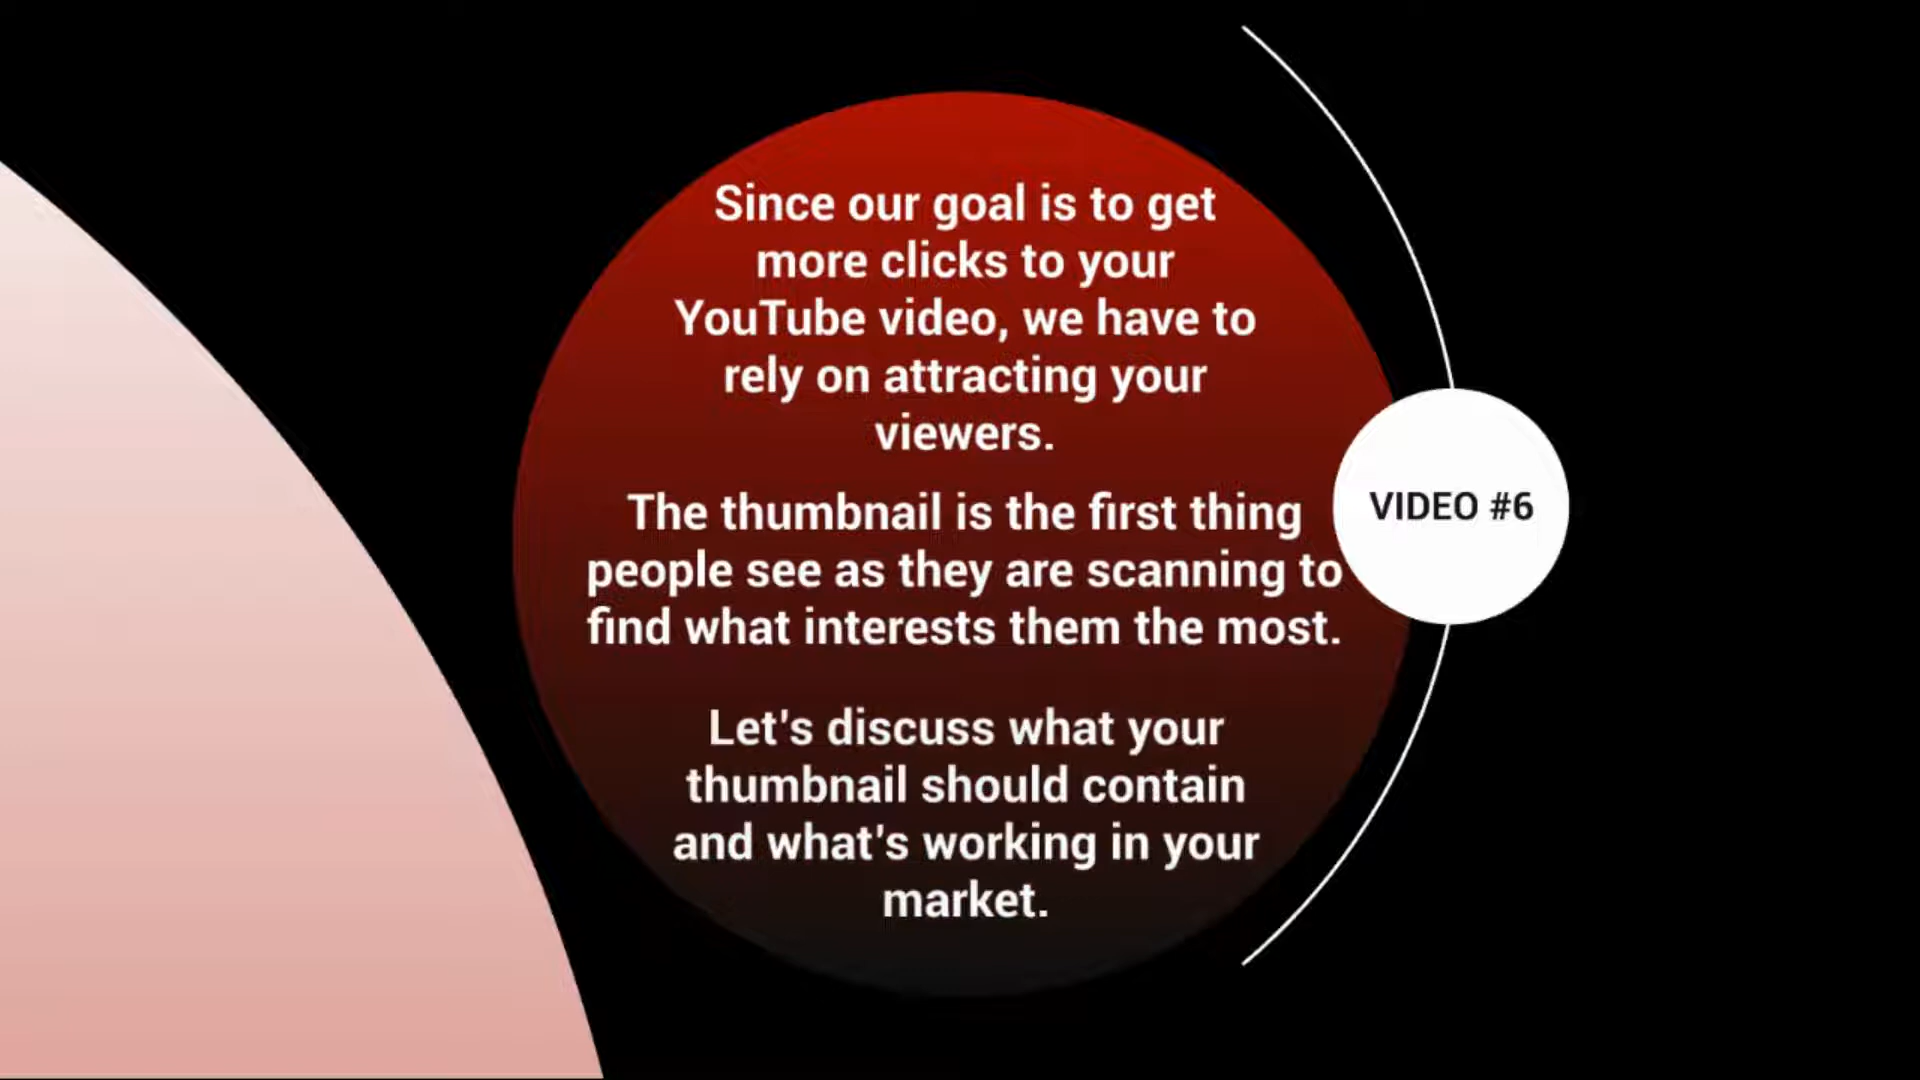 Since our goal is to get
more clicks to your
YouTube video, we have to
rely on attracting your
viewers.
The thumbnail is the first thing
people see as they are scanning to
find what interests them the most.
Let's discuss what your
thumbnail should contain
and what's working in your
market.
VIDEO #6